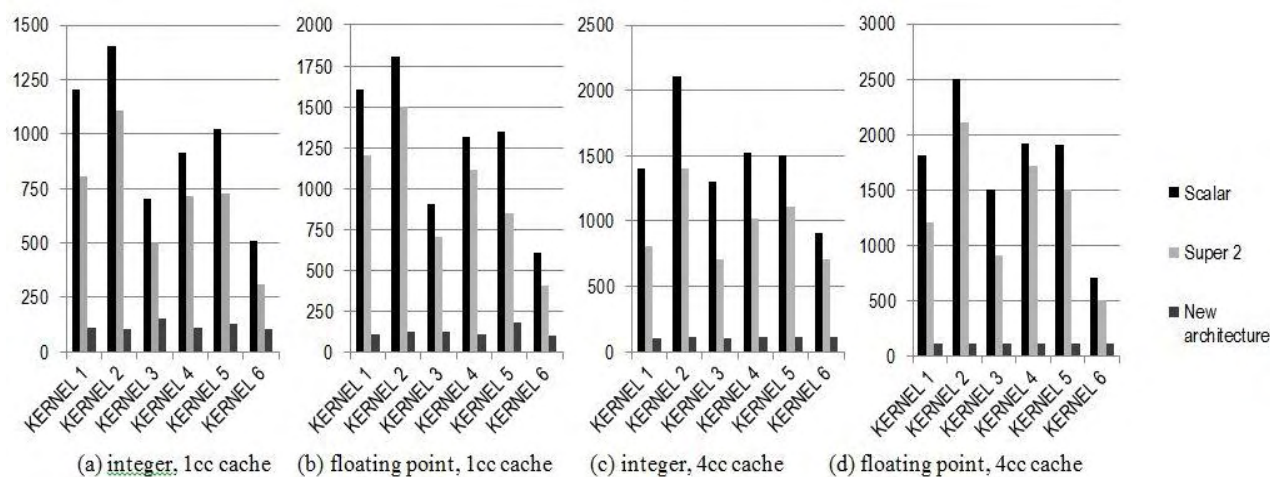 1500
1250
1000
750
500
250
0
KERNEL 1
KERNEL 2
KERNEL 3
KERNEL 4
KERNEL 5
KERNEL 6
(a) integer, 1cc cache
2000
1750
1500
1250
1000
750
500
250
0
KERNEL 1
KERNEL 2
KERNEL 3
KERNEL 4
KERNEL 5
KERNEL 6
(b) floating point, 1cc cache
2500
2000
1500
1000
500
0
KERNEL 1
KERNEL 2
KERNEL 3
KERNEL 4
KERNEL 5
KERNEL 6
(c) integer, 4cc cache
3000
2500
2000
1500
1000
500
0
KERNEL 1
KERNEL 2
KERNEL 3
KERNEL 4
KERNEL 5
KERNEL 6
(d) floating point, 4cc cache
Scalar
Super 2
New
architecture